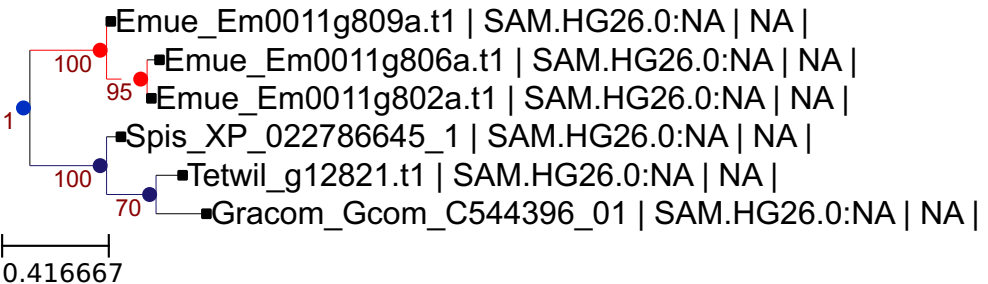 Emue_Em0011g809a.t1 | SAM.HG26.0:NA | NA |
100
Emue_Em0011g806a.t1 | SAM.HG26.0:NA | NA |
95
Emue_Em0011g802a.t1 | SAM.HG26.0:NA | NA |
1
Spis_XP_022786645_1 | SAM.HG26.0:NA | NA |
100
Tetwil_g12821.t1 | SAM.HG26.0:NA | NA |
70
Gracom_Gcom_C544396_01 | SAM.HG26.0:NA | NA |
0.416667